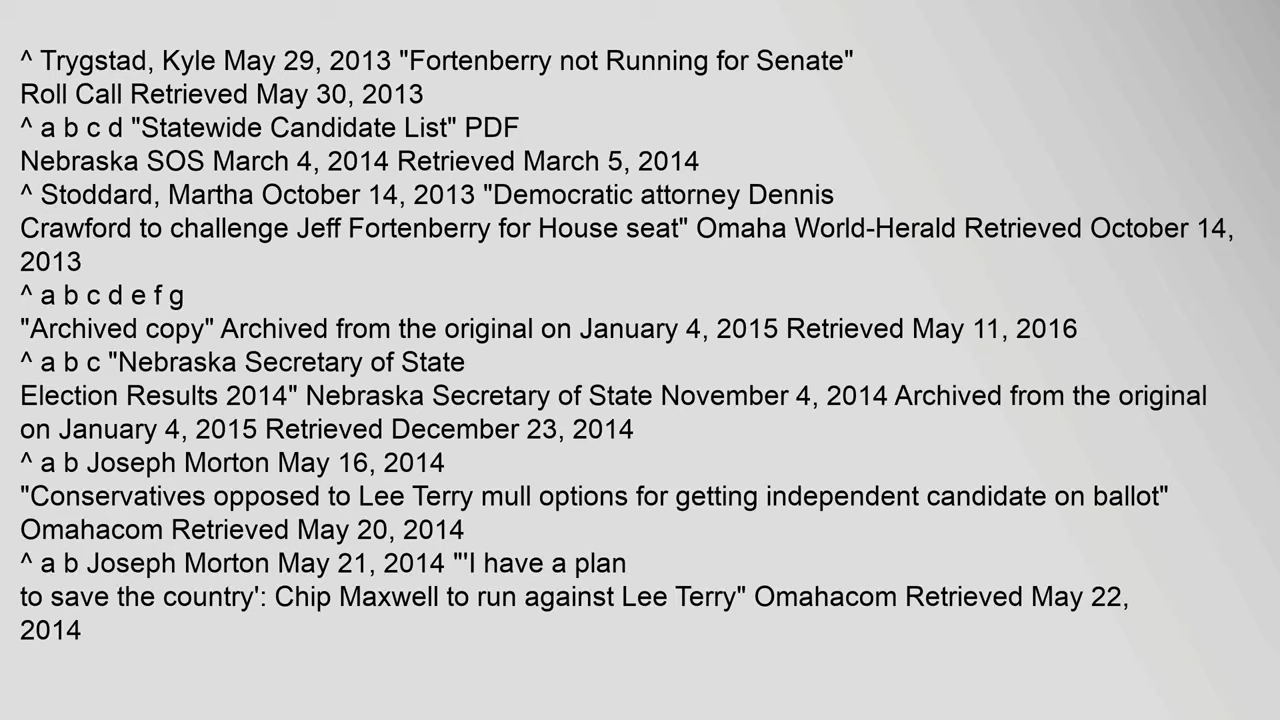 ^ Trygstad, Kyle May 29, 2013 "Fortenberry not Running for Senate"
Roll Call Retrieved May 30, 2013
^ a b c d "Statewide Candidate List" PDF
Nebraska SOS March 4, 2014 Retrieved March 5, 2014
^ Stoddard, Martha October 14, 2013 "Democratic attorney Dennis
Crawford to challenge Jeff Fortenberry for House seat" Omaha World-Herald Retrieved October 14,
2013
^ a b c d e f g
"Archived copy" Archived from the original on January 4, 2015 Retrieved May 11, 2016
^ a b c "Nebraska Secretary of State
Election Results 2014" Nebraska Secretary of State November 4, 2014 Archived from the original
on January 4, 2015 Retrieved December 23, 2014
^ a b Joseph Morton May 16, 2014
"Conservatives opposed to Lee Terry mull options for getting independent candidate on ballot"
Omahacom Retrieved May 20, 2014
^ a b Joseph Morton May 21, 2014 "'I have a plan
to save the country': Chip Maxwell to run against Lee Terry" Omahacom Retrieved May 22,
2014